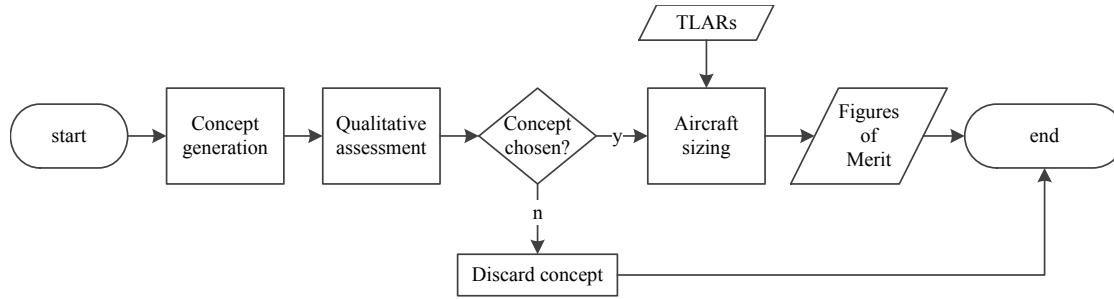 TLARs
start
Concept
generation
Qualitative
assessment
Concept
chosen?
y
Aircraft
sizing
Figures
of
Merit
end
n
Discard concept